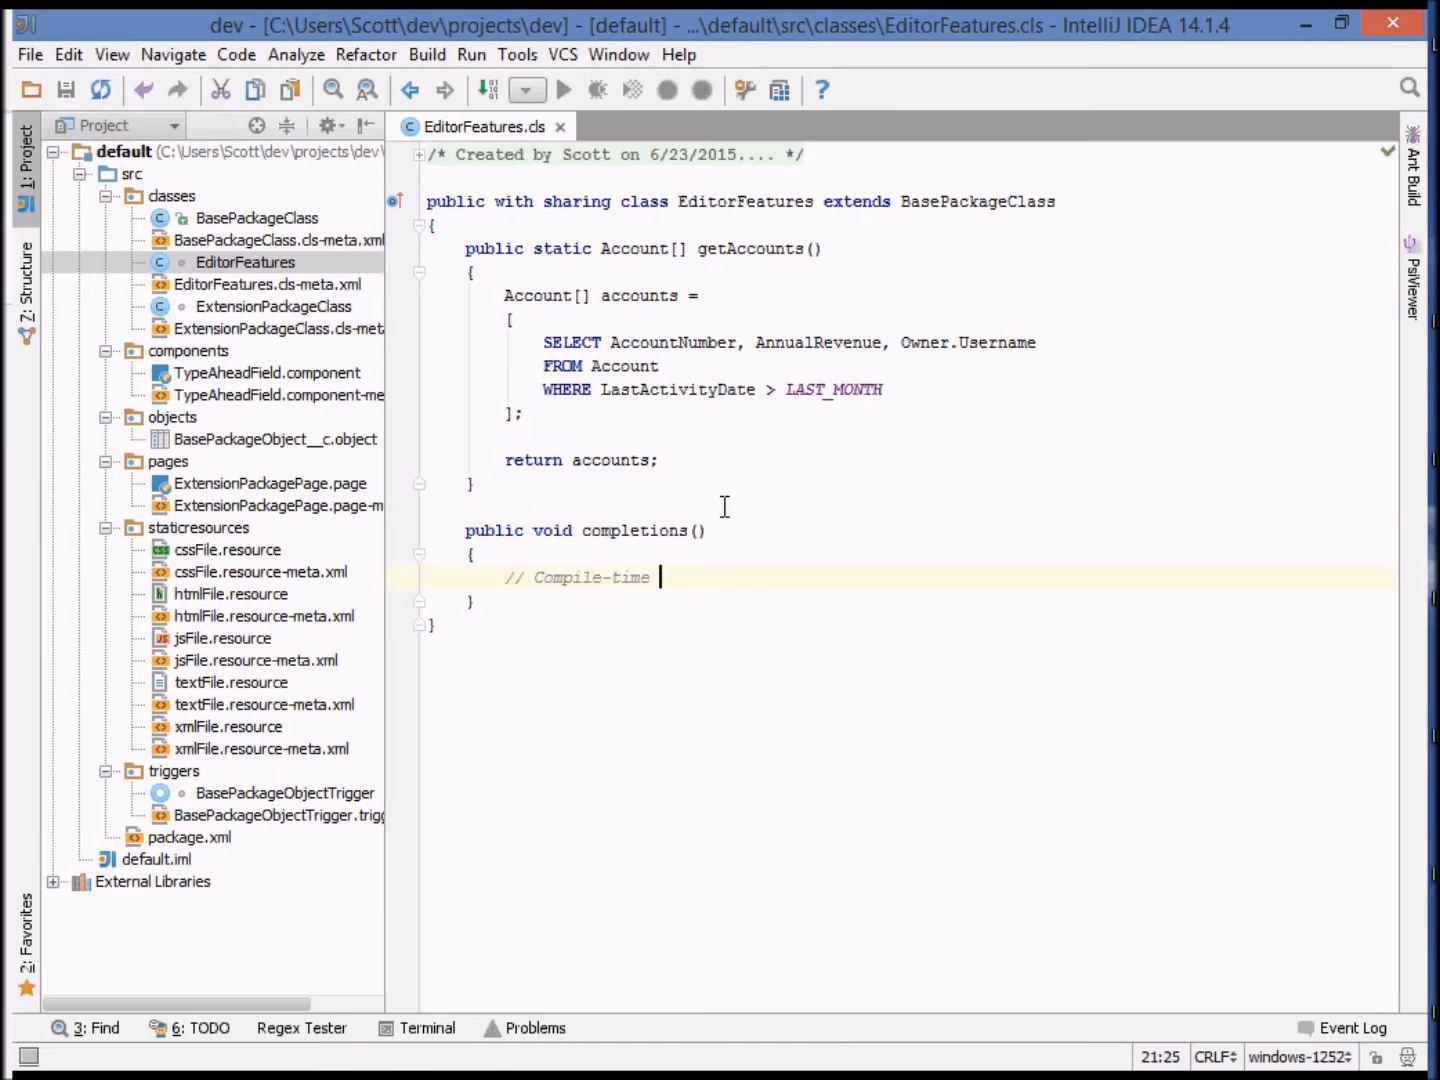 dev - [C:\Users\Scott\dev\projects\dev] - [default] - ...\default\src\classes\EditorFeatures.cls - IntelliJ IDEA 14.1.4
File Edit View Navigate Code Analyze Refactor Build Run Tools VCS Window Help
Project
EditorFeatures.cls
1: Project
Z: Structure
2: Favorites
default (C:\Users\Scott\dev\projects\dev\
src
classes
BasePackageClass
BasePackageClass.cls-meta.xml
EditorFeatures
EditorFeatures.cls-meta.xml
ExtensionPackageClass
ExtensionPackageClass.cls-meta
components
TypeAheadField.component
TypeAheadField.component-me
objects
BasePackageObject__c.object
pages
ExtensionPackagePage.page
ExtensionPackagePage.page-m
staticresources
cssFile.resource
cssFile.resource-meta.xml
htmlFile.resource
htmlFile.resource-meta.xml
jsFile.resource
jsFile.resource-meta.xml
textFile.resource
textFile.resource-meta.xml
xmlFile.resource
xmlFile.resource-meta.xml
triggers
BasePackageObjectTrigger
BasePackageObjectTrigger.trigg
package.xml
default.iml
External Libraries
/* Created by Scott on 6/23/2015.... */
public with sharing class EditorFeatures extends BasePackageClass
{
public static Account[] getAccounts()
{
Account[] accounts =
[
SELECT AccountNumber, AnnualRevenue, Owner.Username
FROM Account
WHERE LastActivityDate > LAST_MONTH
];
return accounts;
}
public void completions()
{
// Compile-time
}
}
Ant Build
PsiViewer
3: Find 6: TODO Regex Tester Terminal Problems Event Log
21:25 CRLF windows-1252